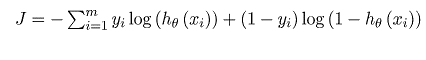 J = − ∑_{i=1}^{m} y_i log (h_θ (x_i)) + (1 − y_i) log (1 − h_θ (x_i))